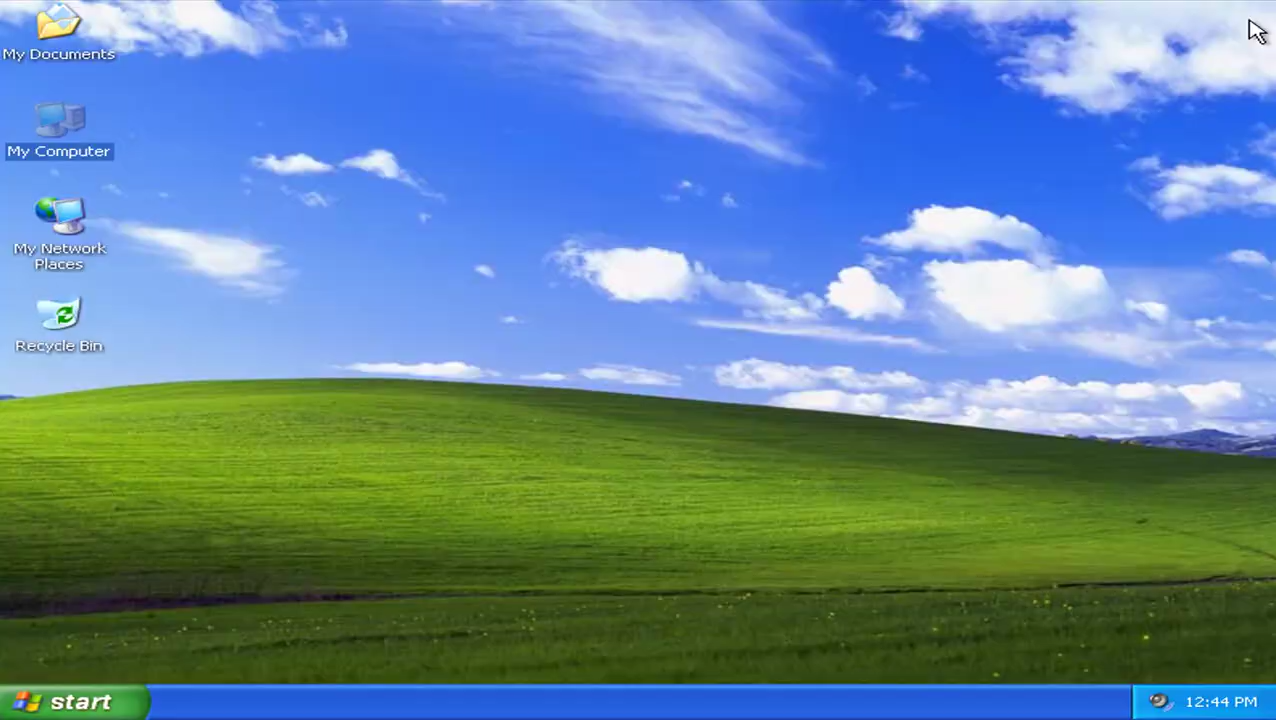 My Documents
My Computer
My Network
Places
Recycle Bin
start
12:44 PM